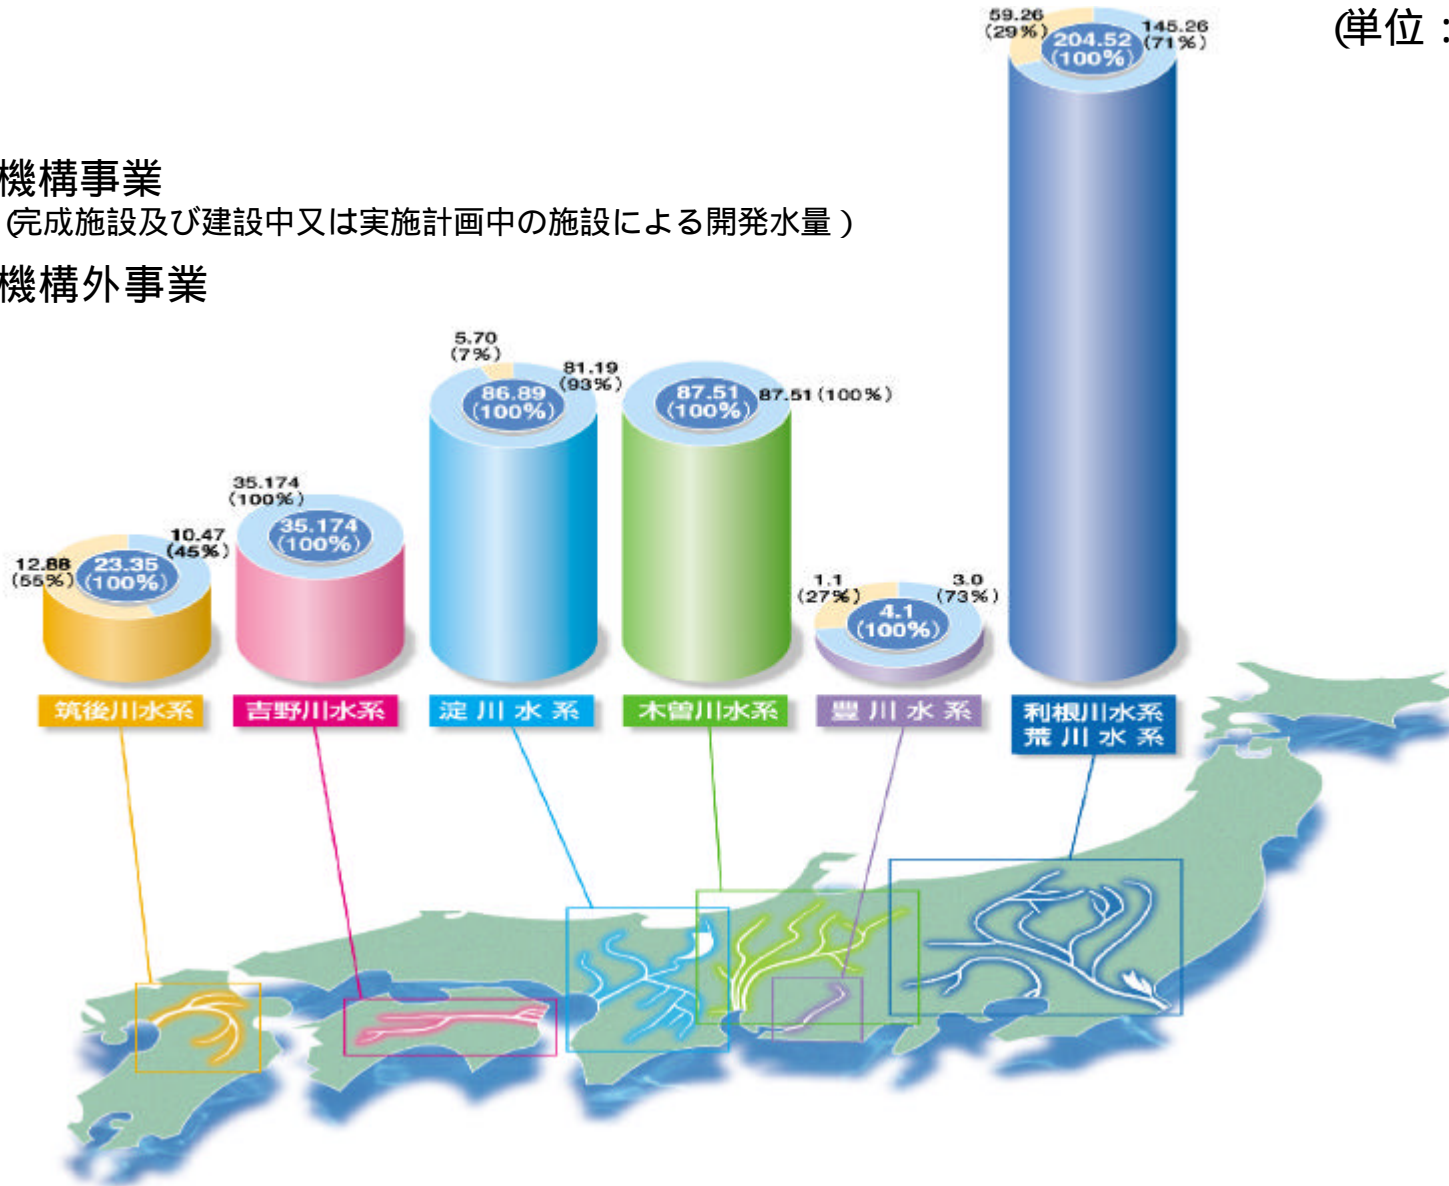 (単位：
機構事業
(完成施設及び建設中又は実施計画中の施設による開発水量)
機構外事業
59.26
(29%)
204.52
(100%)
145.26
(71%)
5.70
(7%)
86.89
(100%)
81.19
(93%)
87.51
(100%)
87.51(100%)
35.174
(100%)
35.174
(100%)
12.88
(55%)
23.35
(100%)
10.47
(45%)
1.1
(27%)
4.1
(100%)
3.0
(73%)
筑後川水系
吉野川水系
淀川水系
木曽川水系
豊川水系
利根川水系
荒川水系